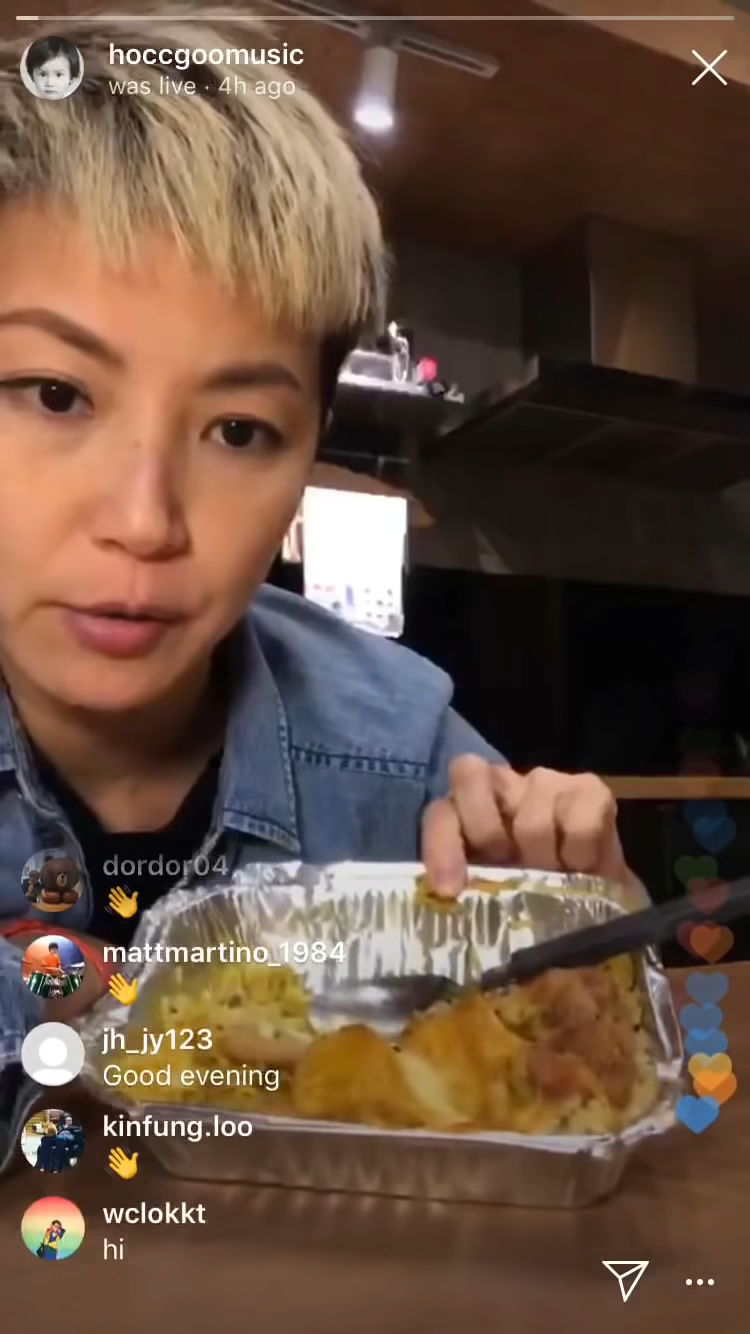 hoccgoomusic
was live · 4h ago
dordor04
👋
mattmartino_1984
👋
jh_jy123
Good evening
kinfung.loo
👋
wclokkt
hi